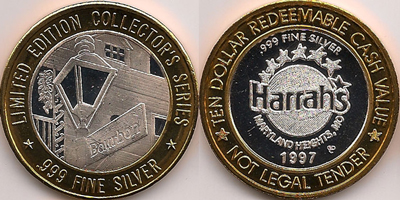 LIMITED EDITION COLLECTOR'S SERIES
Bourbon
.999 FINE SILVER
TEN DOLLAR REDEEMABLE CASH VALUE
.999 FINE SILVER
Harrah's
MARYLAND HEIGHTS, MO
1997
NOT LEGAL TENDER